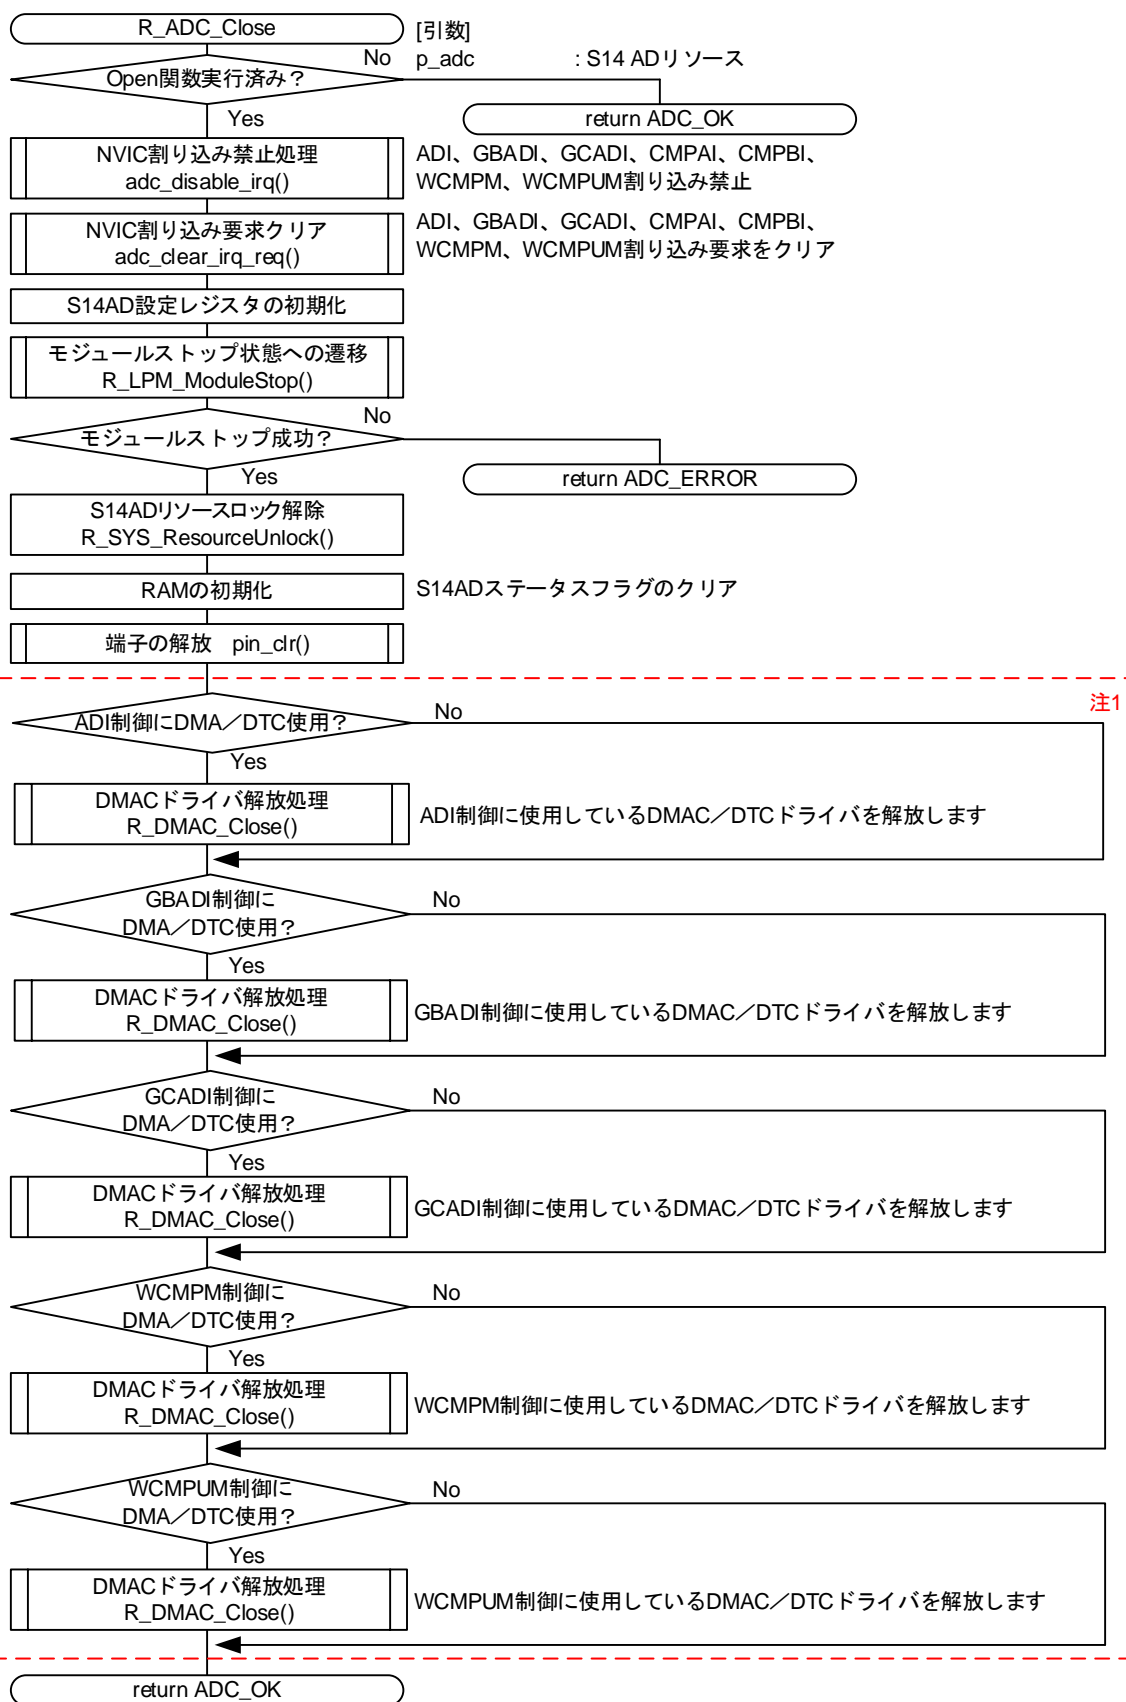 R_ADC_Close
[引数]
p_adc : S14 ADリソース
Open関数実行済み？
No
return ADC_OK
Yes
NVIC割り込み禁止処理
adc_disable_irq()
ADI、GBADI、GCADI、CMPAI、CMPBI、
WCMPM、WCMPUM割り込み禁止
NVIC割り込み要求クリア
adc_clear_irq_req()
ADI、GBADI、GCADI、CMPAI、CMPBI、
WCMPM、WCMPUM割り込み要求をクリア
S14AD設定レジスタの初期化
モジュールストップ状態への遷移
R_LPM_ModuleStop()
モジュールストップ成功？
No
return ADC_ERROR
Yes
S14ADリソースロック解除
R_SYS_ResourceUnlock()
RAMの初期化
S14ADステータスフラグのクリア
端子の解放　pin_clr()
注1
ADI制御にDMA／DTC使用？
No
Yes
DMACドライバ解放処理
R_DMAC_Close()
ADI制御に使用しているDMAC／DTCドライバを解放します
GBADI制御に
DMA／DTC使用？
No
Yes
DMACドライバ解放処理
R_DMAC_Close()
GBADI制御に使用しているDMAC／DTCドライバを解放します
GCADI制御に
DMA／DTC使用？
No
Yes
DMACドライバ解放処理
R_DMAC_Close()
GCADI制御に使用しているDMAC／DTCドライバを解放します
WCMPM制御に
DMA／DTC使用？
No
Yes
DMACドライバ解放処理
R_DMAC_Close()
WCMPM制御に使用しているDMAC／DTCドライバを解放します
WCMPUM制御に
DMA／DTC使用？
No
Yes
DMACドライバ解放処理
R_DMAC_Close()
WCMPUM制御に使用しているDMAC／DTCドライバを解放します
return ADC_OK